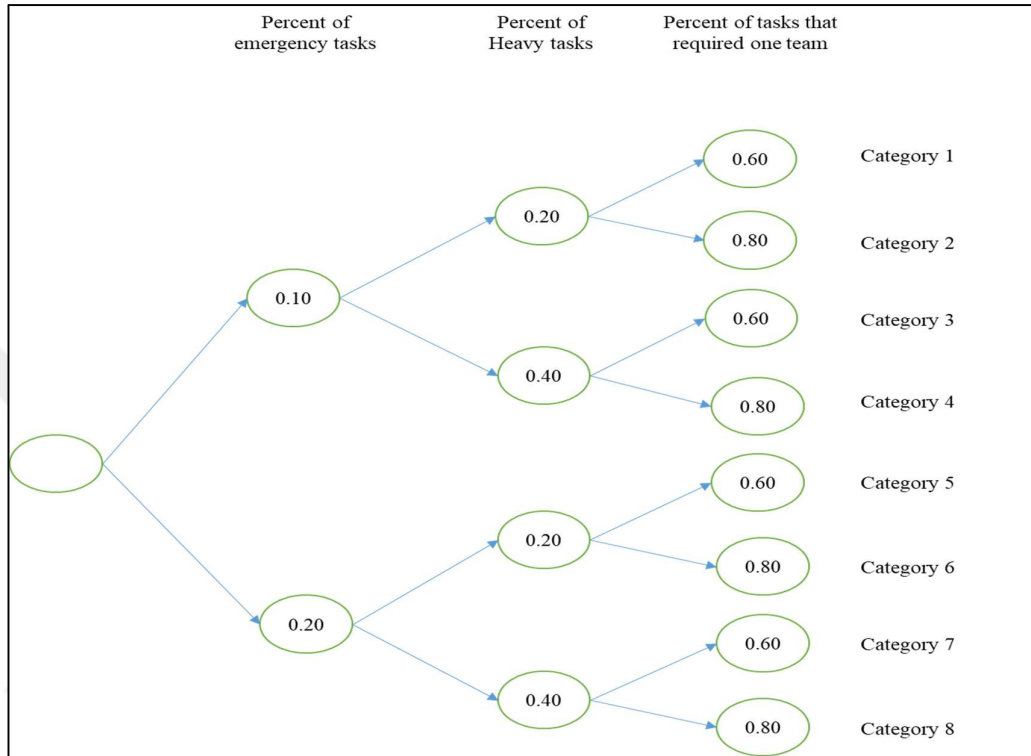 Percent of
emergency tasks
Percent of
Heavy tasks
Percent of tasks that
required one team
0.60
Category 1
0.20
0.80
Category 2
0.10
0.60
Category 3
0.40
0.80
Category 4
0.60
Category 5
0.20
0.80
Category 6
0.20
0.60
Category 7
0.40
0.80
Category 8